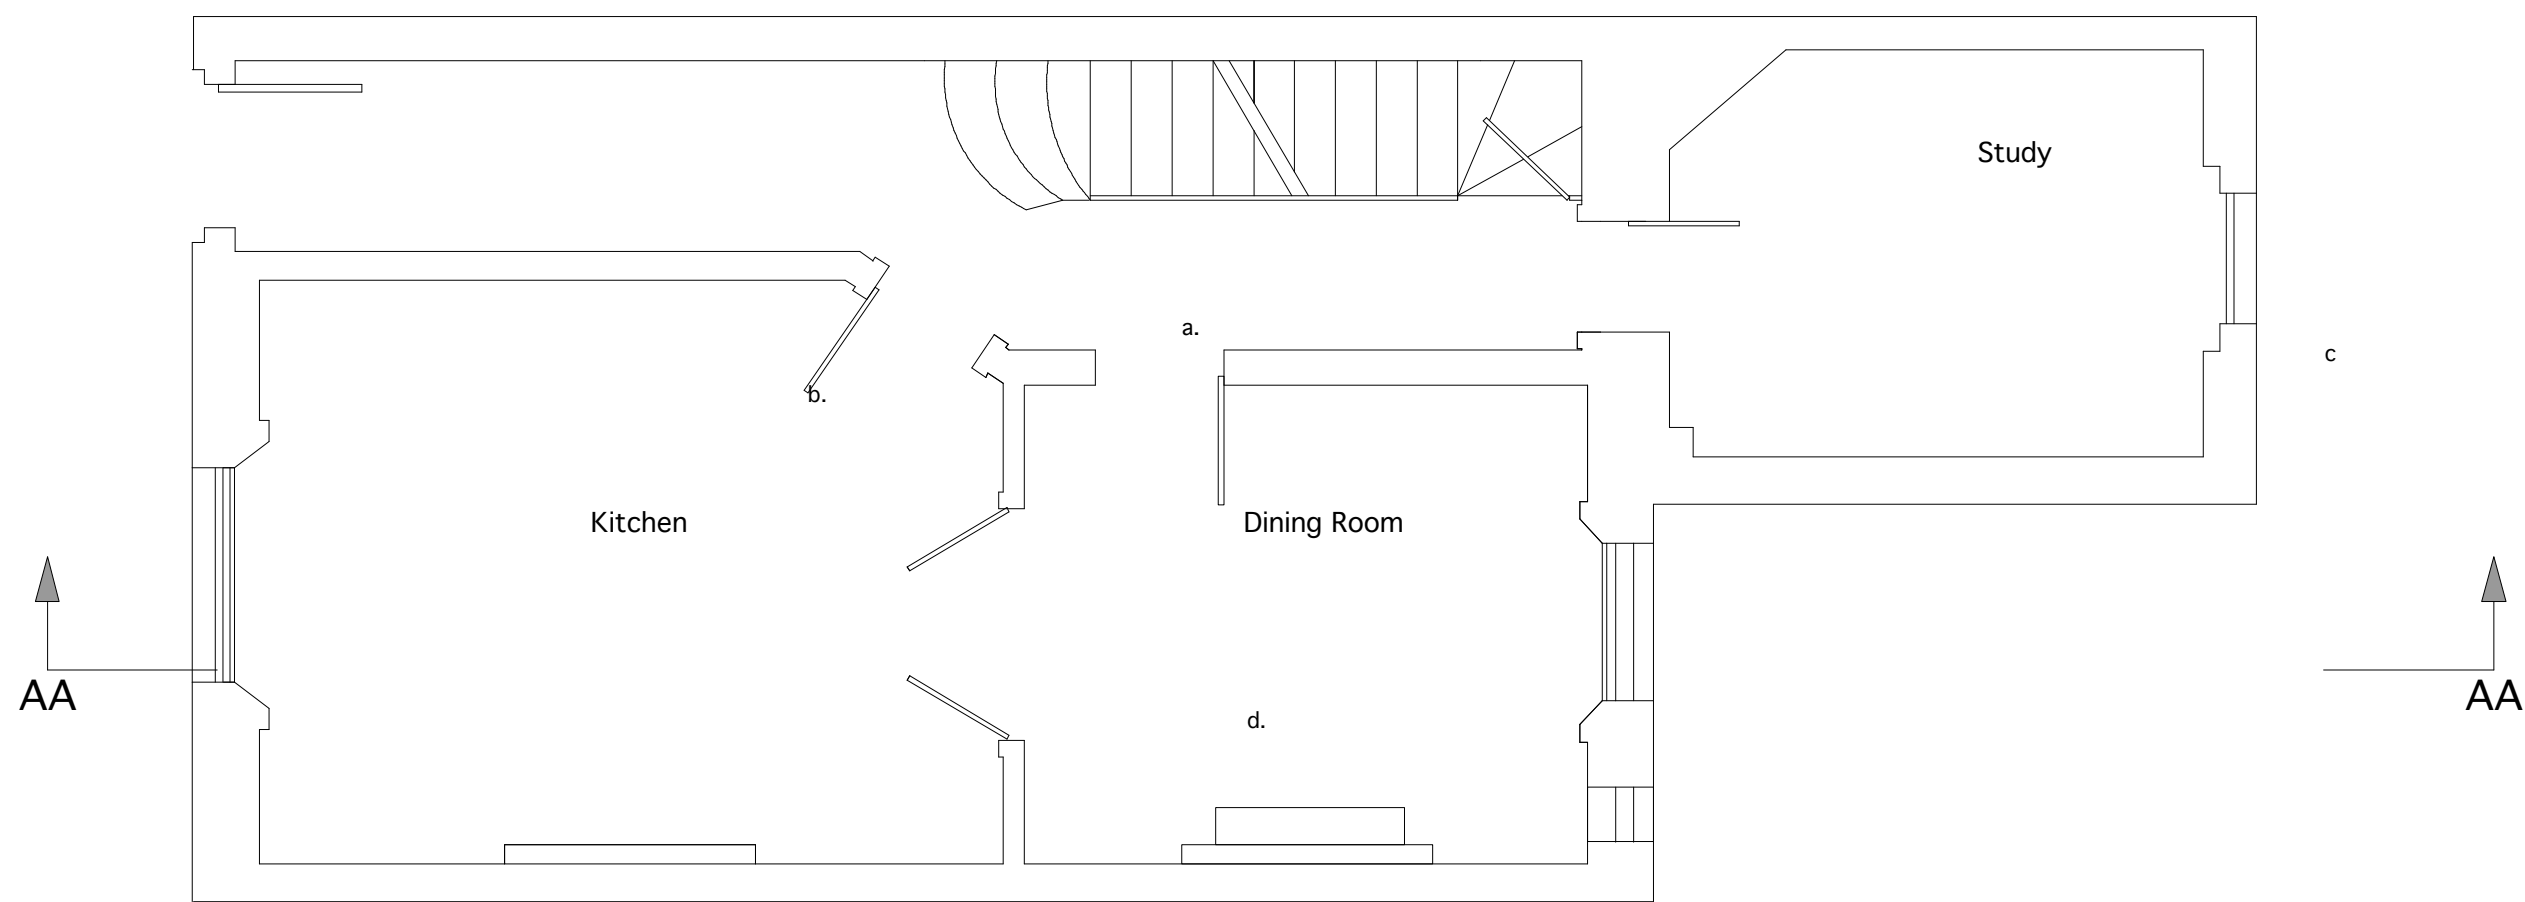 Study
a.
c
b.
Kitchen
Dining Room
AA
AA
d.